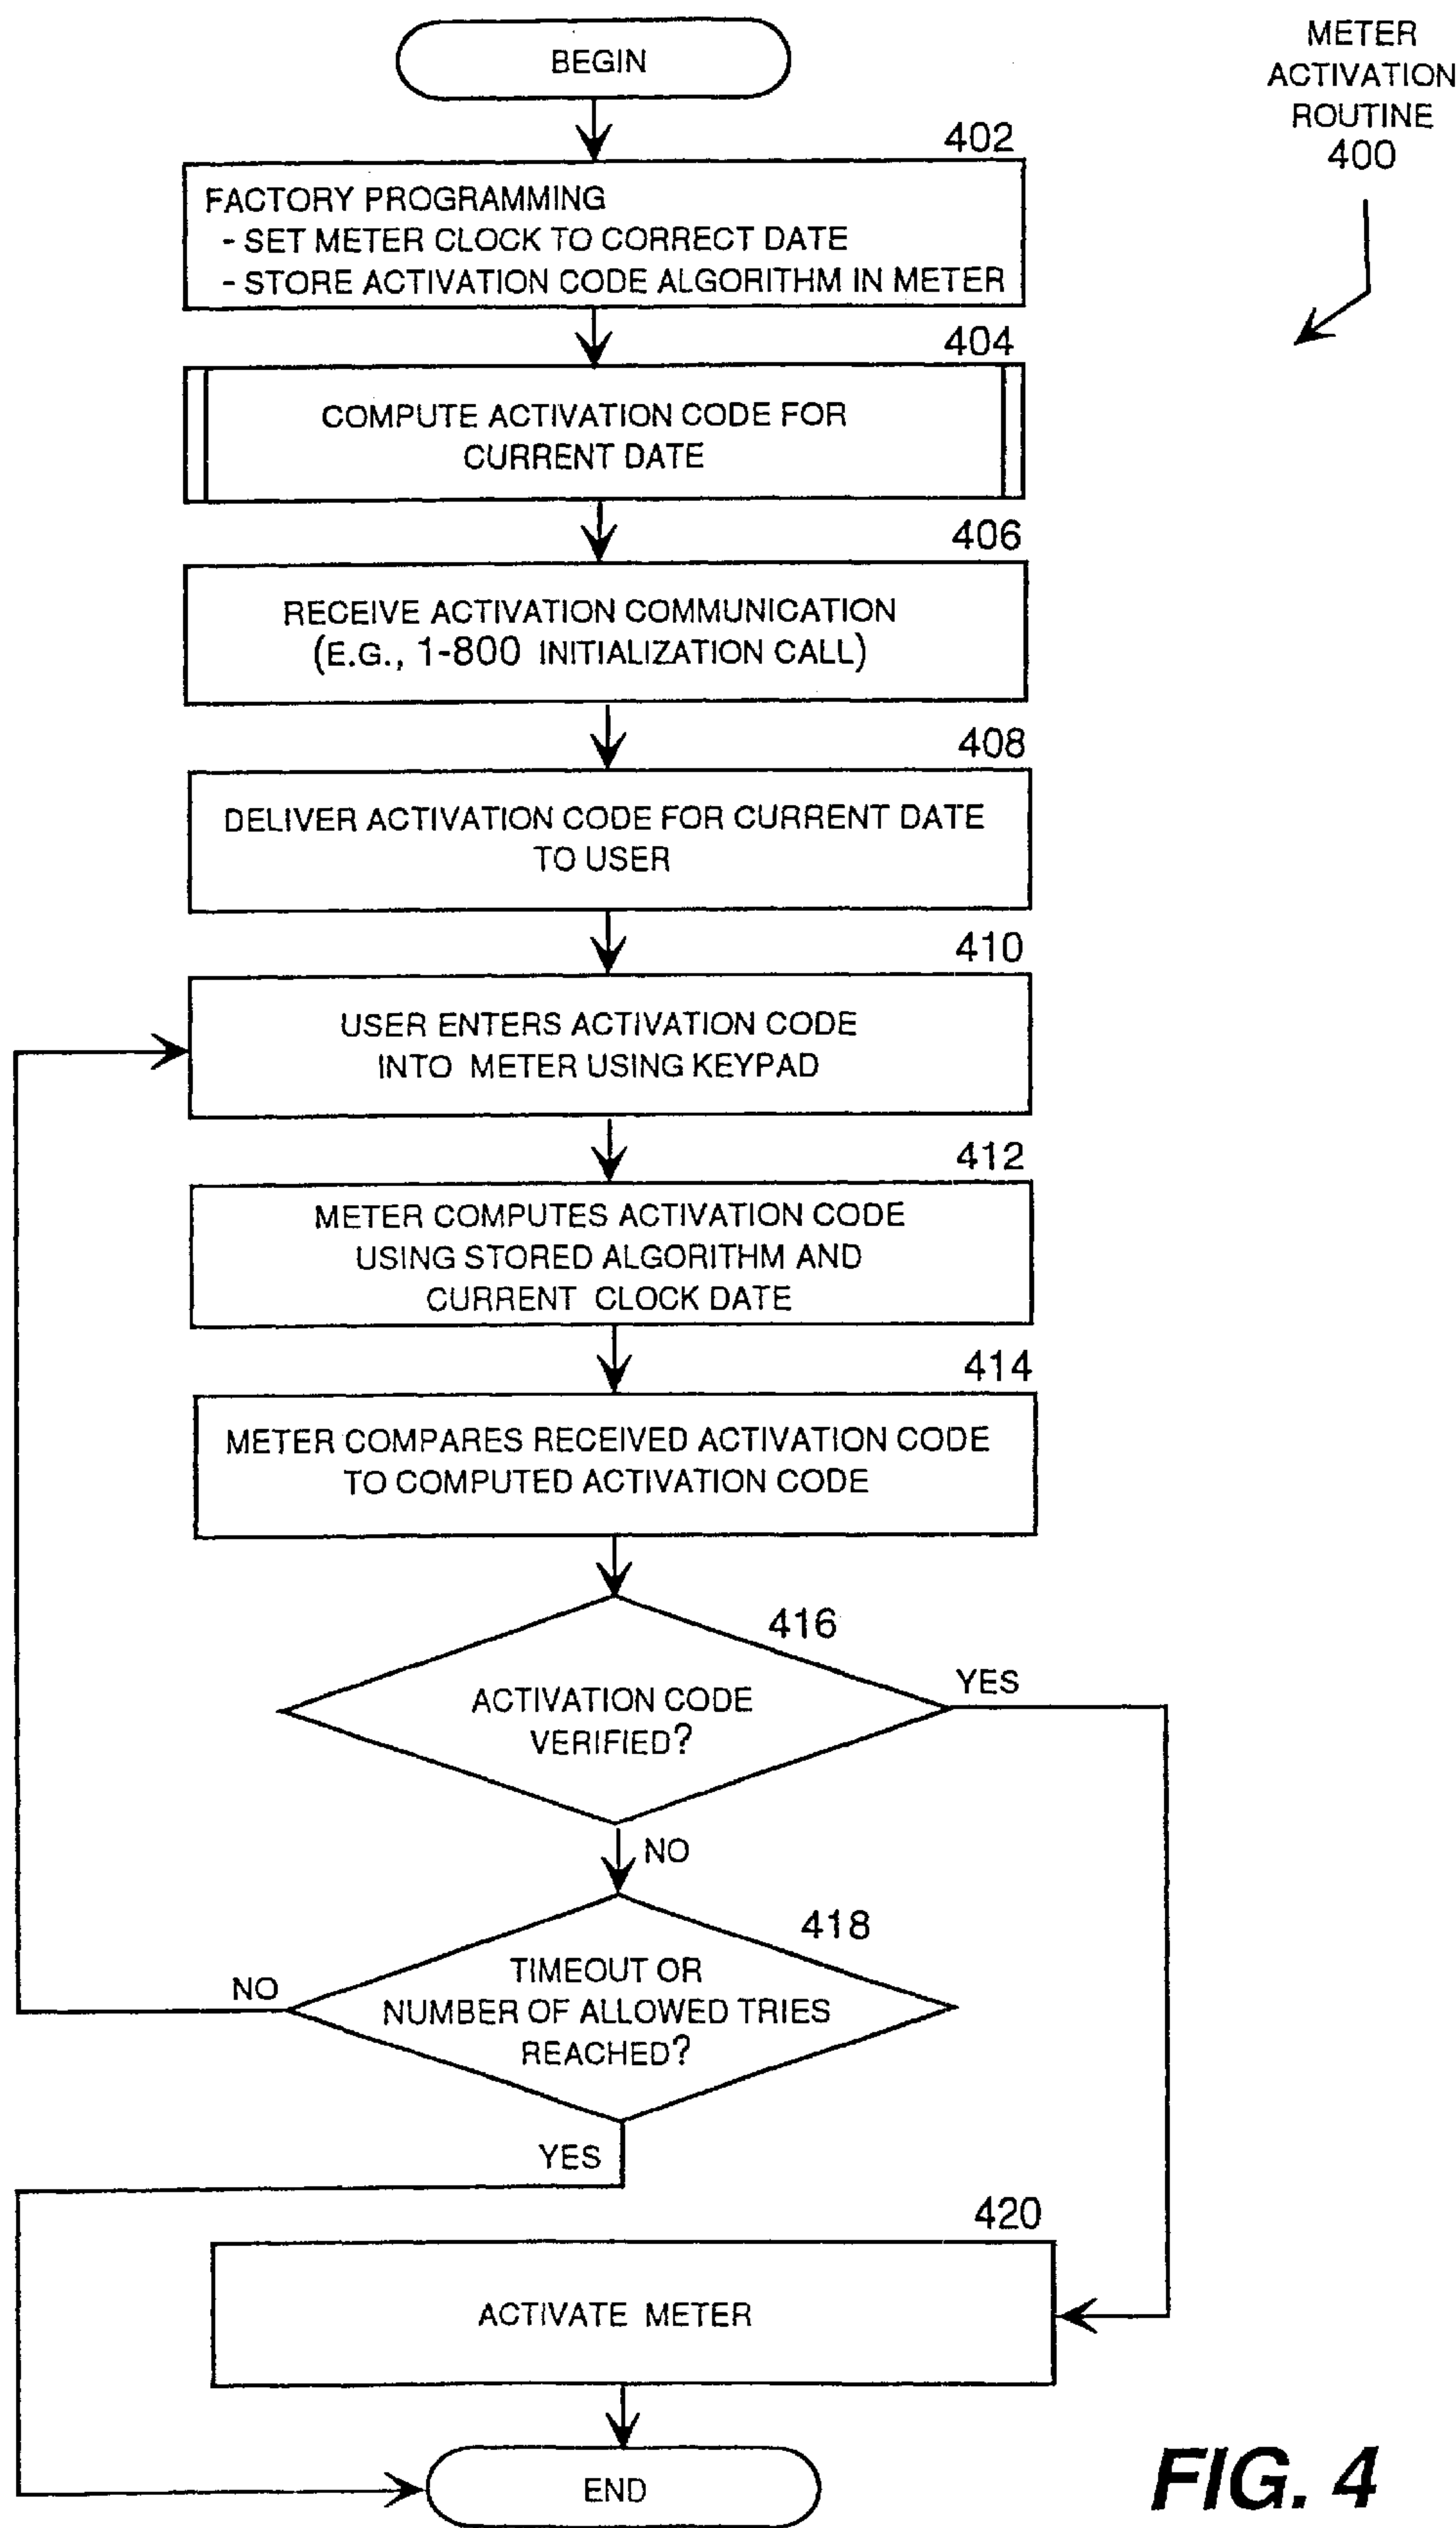 METER
ACTIVATION
ROUTINE
400
BEGIN
402
FACTORY PROGRAMMING
- SET METER CLOCK TO CORRECT DATE
- STORE ACTIVATION CODE ALGORITHM IN METER
404
COMPUTE ACTIVATION CODE FOR
CURRENT DATE
406
RECEIVE ACTIVATION COMMUNICATION
(E.G., 1-800 INITIALIZATION CALL)
408
DELIVER ACTIVATION CODE FOR CURRENT DATE
TO USER
410
USER ENTERS ACTIVATION CODE
INTO METER USING KEYPAD
412
METER COMPUTES ACTIVATION CODE
USING STORED ALGORITHM AND
CURRENT CLOCK DATE
414
METER COMPARES RECEIVED ACTIVATION CODE
TO COMPUTED ACTIVATION CODE
416
ACTIVATION CODE
VERIFIED?
YES
NO
418
TIMEOUT OR
NUMBER OF ALLOWED TRIES
REACHED?
NO
YES
420
ACTIVATE METER
END
FIG. 4